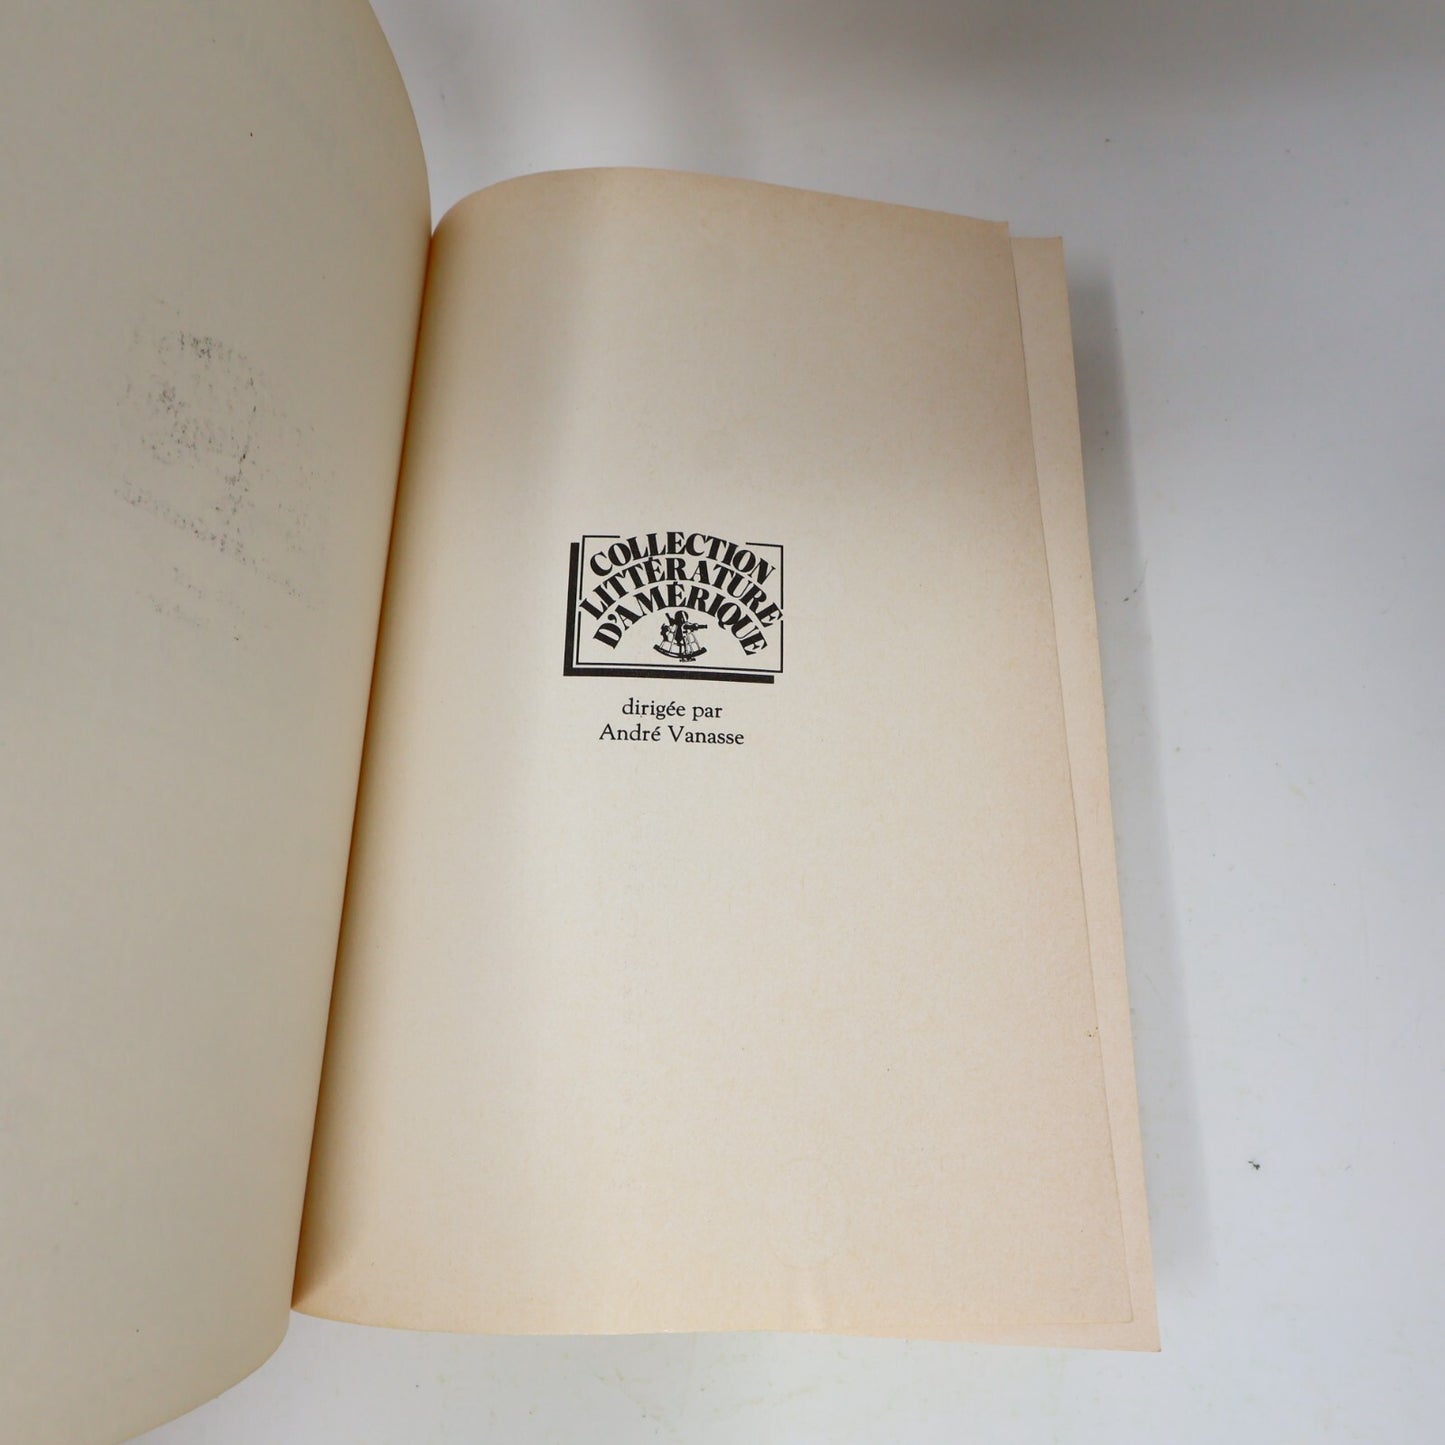 COLLECTION
LITTÉRATURE
D'AMÉRIQUE
dirigée par
André Vanasse